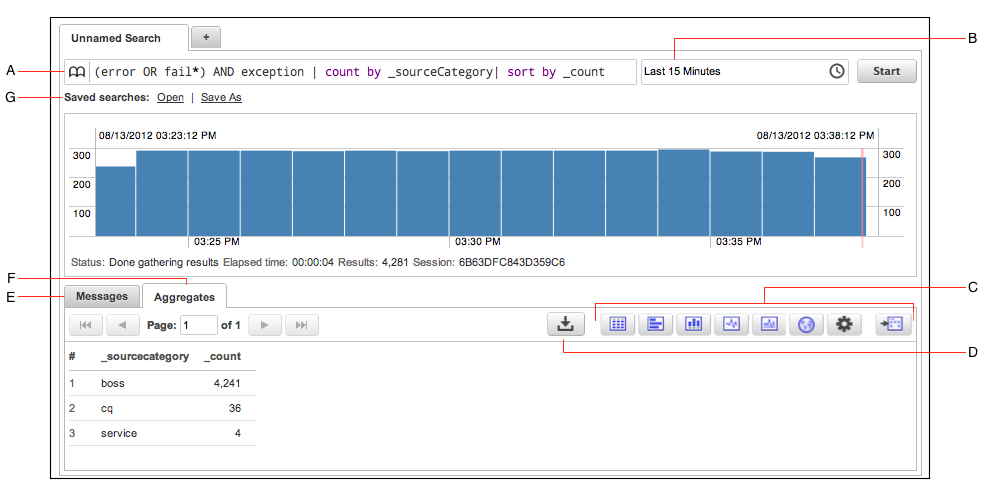 Unnamed Search +
B
A
(error OR fail*) AND exception | count by _sourceCategory| sort by _count
Last 15 Minutes
Start
G
Saved searches: Open | Save As
08/13/2012 03:23:12 PM 08/13/2012 03:38:12 PM
300 300
200 200
100 100
03:25 PM 03:30 PM 03:35 PM
Status: Done gathering results Elapsed time: 00:00:04 Results: 4,281 Session: 6B63DFC843D359C6
F
C
E
Messages Aggregates
Page: 1 of 1
D
# _sourcecategory _count
1 boss 4,241
2 cq 36
3 service 4